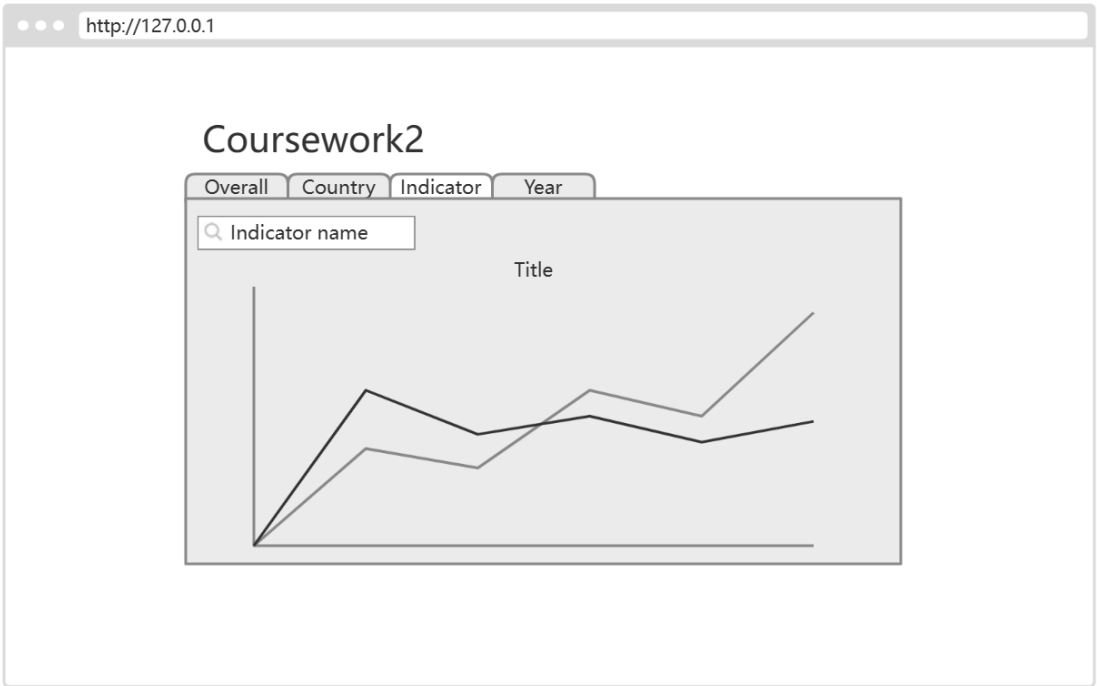 http://127.0.0.1
Coursework2
Overall Country Indicator Year
Indicator name
Title